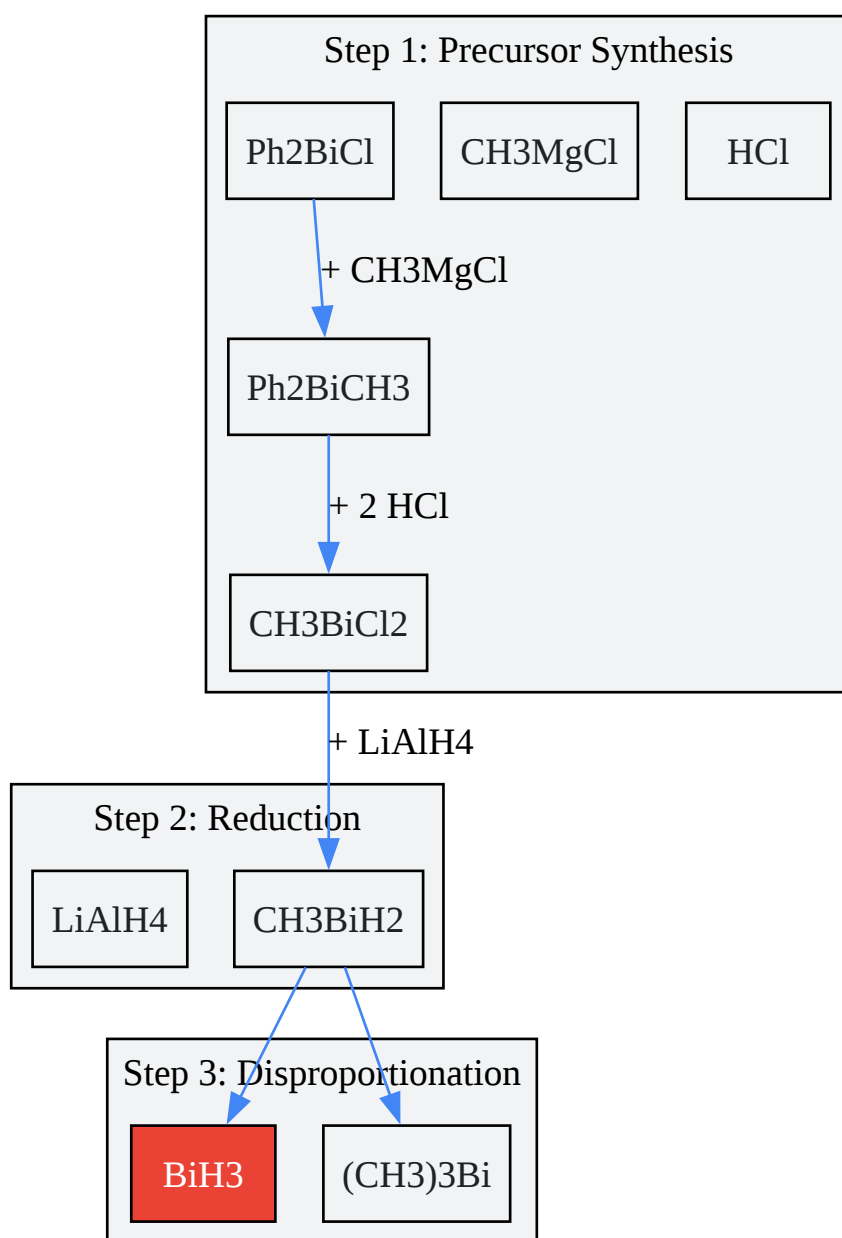 Step 1: Precursor Synthesis
Ph2BiCl
CH3MgCl
HCl
+ CH3MgCl
Ph2BiCH3
+ 2 HCl
CH3BiCl2
+ LiAlH4
Step 2: Reduction
LiAlH4
CH3BiH2
Step 3: Disproportionation
BiH3
(CH3)3Bi